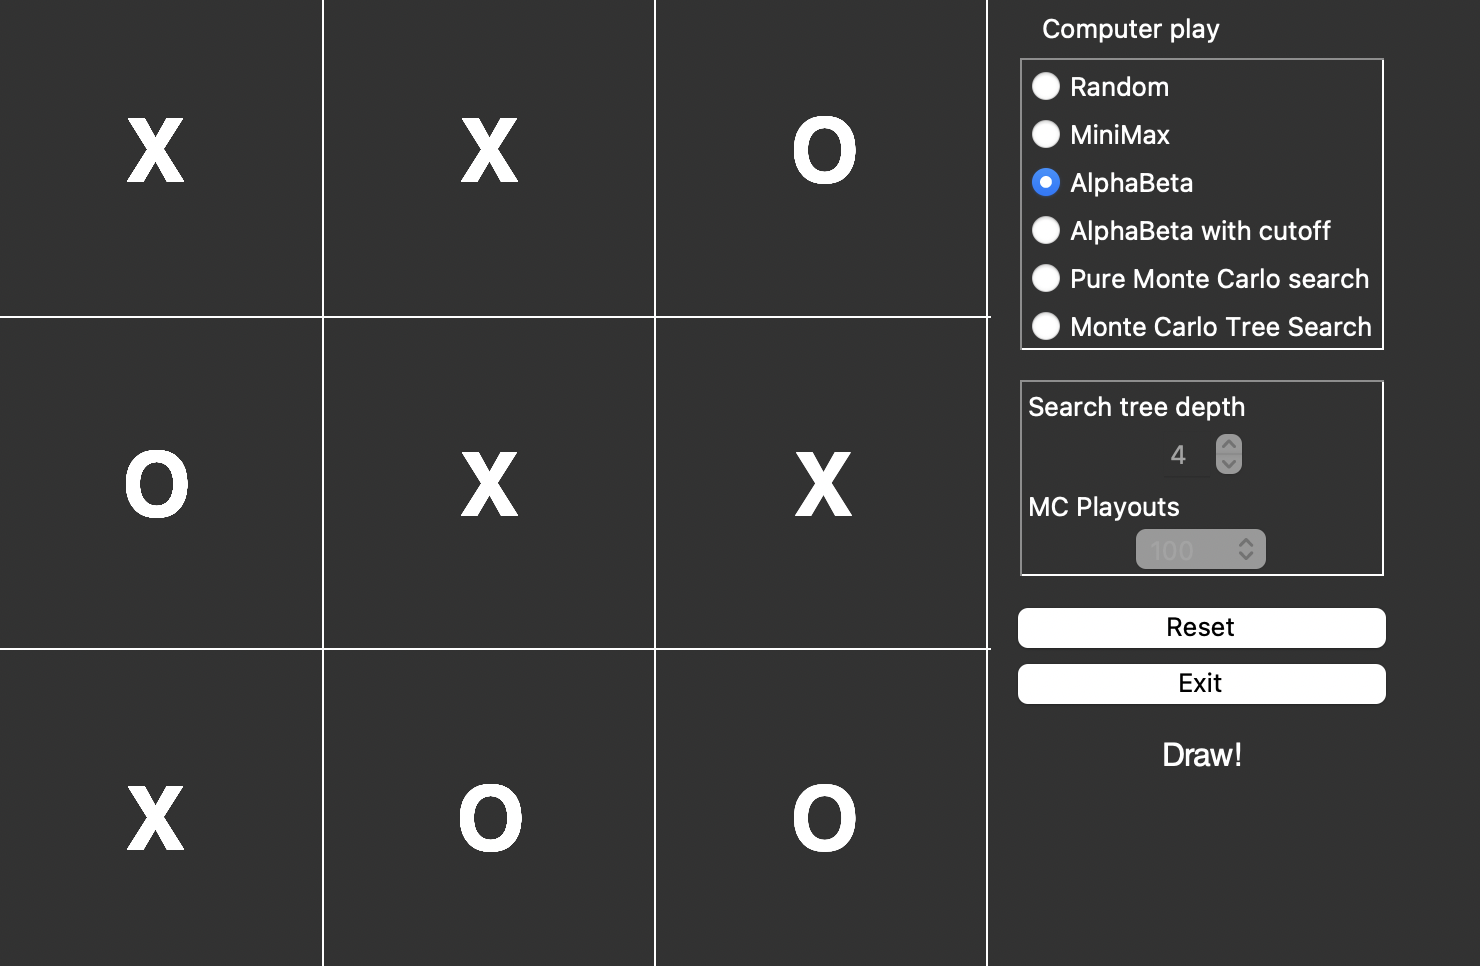 X X O
O X X
X O O
Computer play
Random
MiniMax
AlphaBeta
AlphaBeta with cutoff
Pure Monte Carlo search
Monte Carlo Tree Search
Search tree depth
4
MC Playouts
100
Reset
Exit
Draw!